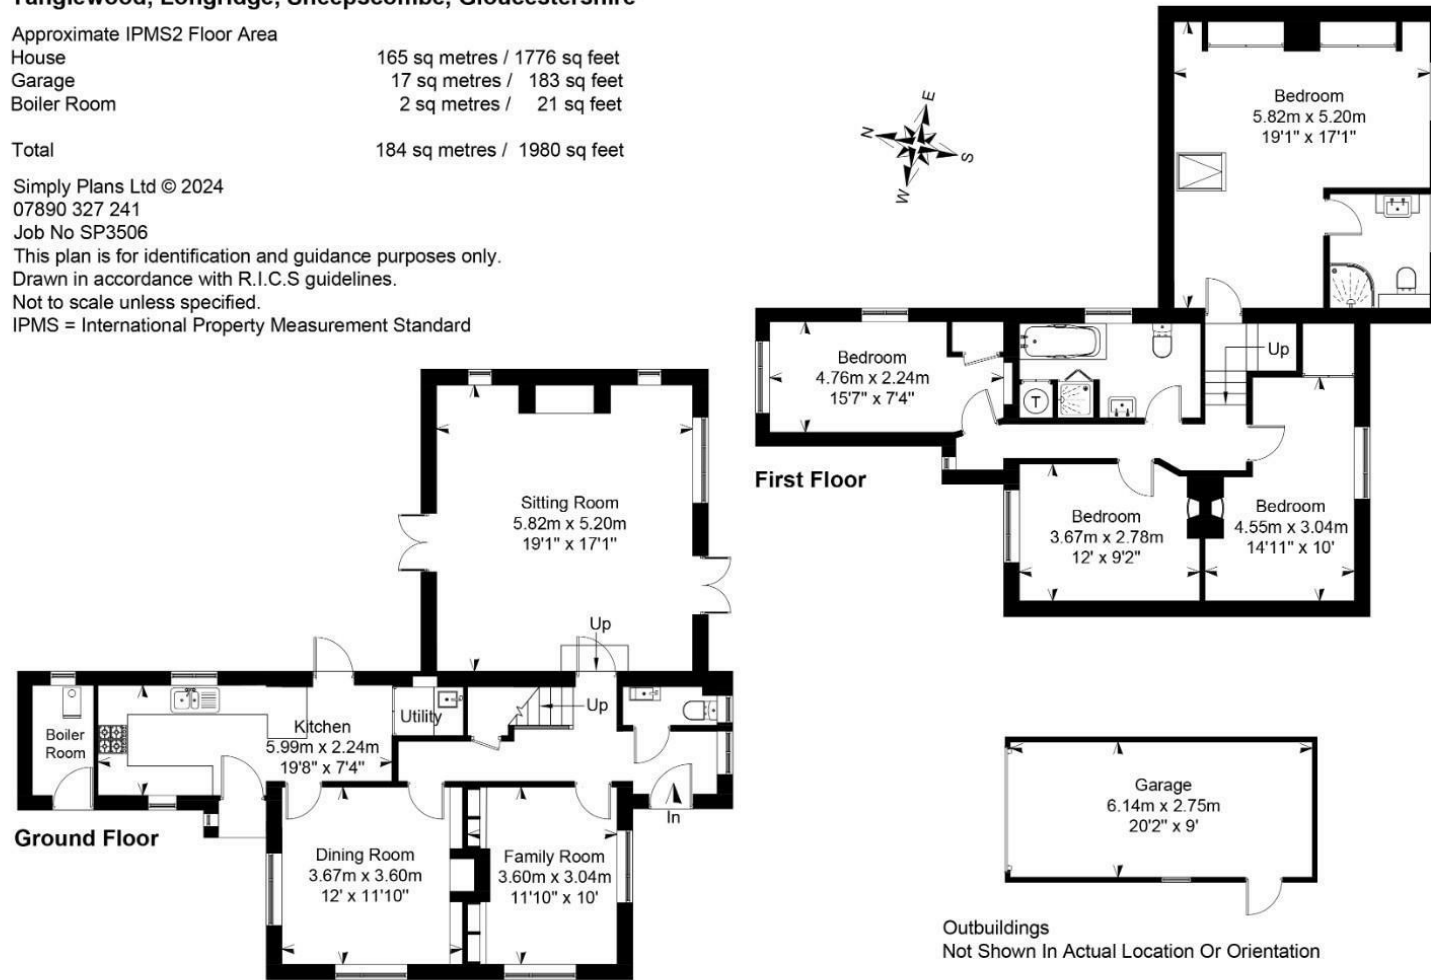 Tanglewood, Longridge, Sheepscombe, Gloucestershire
Approximate IPMS2 Floor Area
House 165 sq metres / 1776 sq feet
Garage 17 sq metres / 183 sq feet
Boiler Room 2 sq metres / 21 sq feet
Total 184 sq metres / 1980 sq feet
Simply Plans Ltd © 2024
07890 327 241
Job No SP3506
This plan is for identification and guidance purposes only.
Drawn in accordance with R.I.C.S guidelines.
Not to scale unless specified.
IPMS = International Property Measurement Standard
N
E
S
W
Bedroom
5.82m x 5.20m
19'1" x 17'1"
Up
Bedroom
4.76m x 2.24m
15'7" x 7'4"
T
First Floor
Bedroom
3.67m x 2.78m
12' x 9'2"
Bedroom
4.55m x 3.04m
14'11" x 10'
Sitting Room
5.82m x 5.20m
19'1" x 17'1"
Up
Boiler
Room
Kitchen
5.99m x 2.24m
19'8" x 7'4"
Utility
Up
In
Ground Floor
Dining Room
3.67m x 3.60m
12' x 11'10"
Family Room
3.60m x 3.04m
11'10" x 10'
Garage
6.14m x 2.75m
20'2" x 9'
Outbuildings
Not Shown In Actual Location Or Orientation